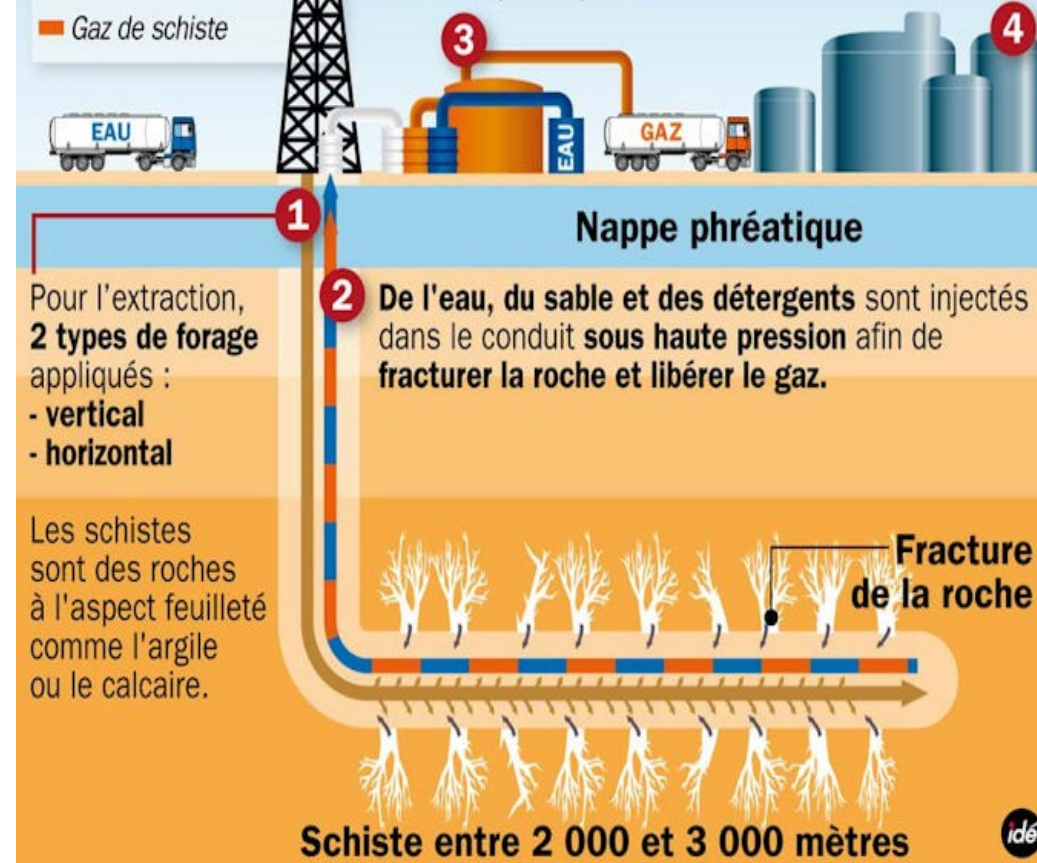 Gaz de schiste
3
4
EAU
EAU
GAZ
1
Nappe phréatique
Pour l'extraction,
2 types de forage
appliqués :
- vertical
- horizontal
2
De l'eau, du sable et des détergents sont injectés
dans le conduit sous haute pression afin de
fracturer la roche et libérer le gaz.
Les schistes
sont des roches
à l'aspect feuilleté
comme l'argile
ou le calcaire.
Fracture
de la roche
Schiste entre 2 000 et 3 000 mètres
idé